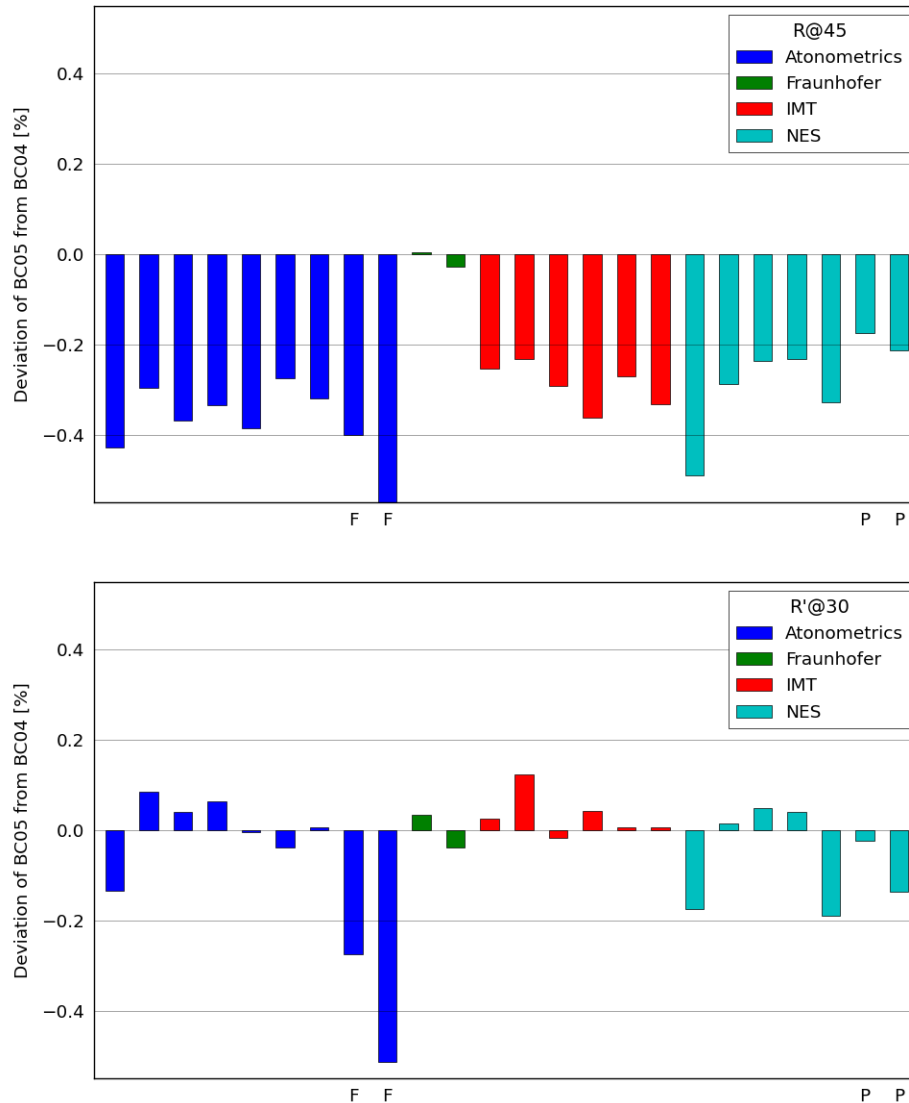 R@45
Atonometrics
Fraunhofer
IMT
NES
Deviation of BC05 from BC04 [%]
0.4
0.2
0.0
−0.2
−0.4
F F P P
R'@30
Atonometrics
Fraunhofer
IMT
NES
Deviation of BC05 from BC04 [%]
0.4
0.2
0.0
−0.2
−0.4
F F P P